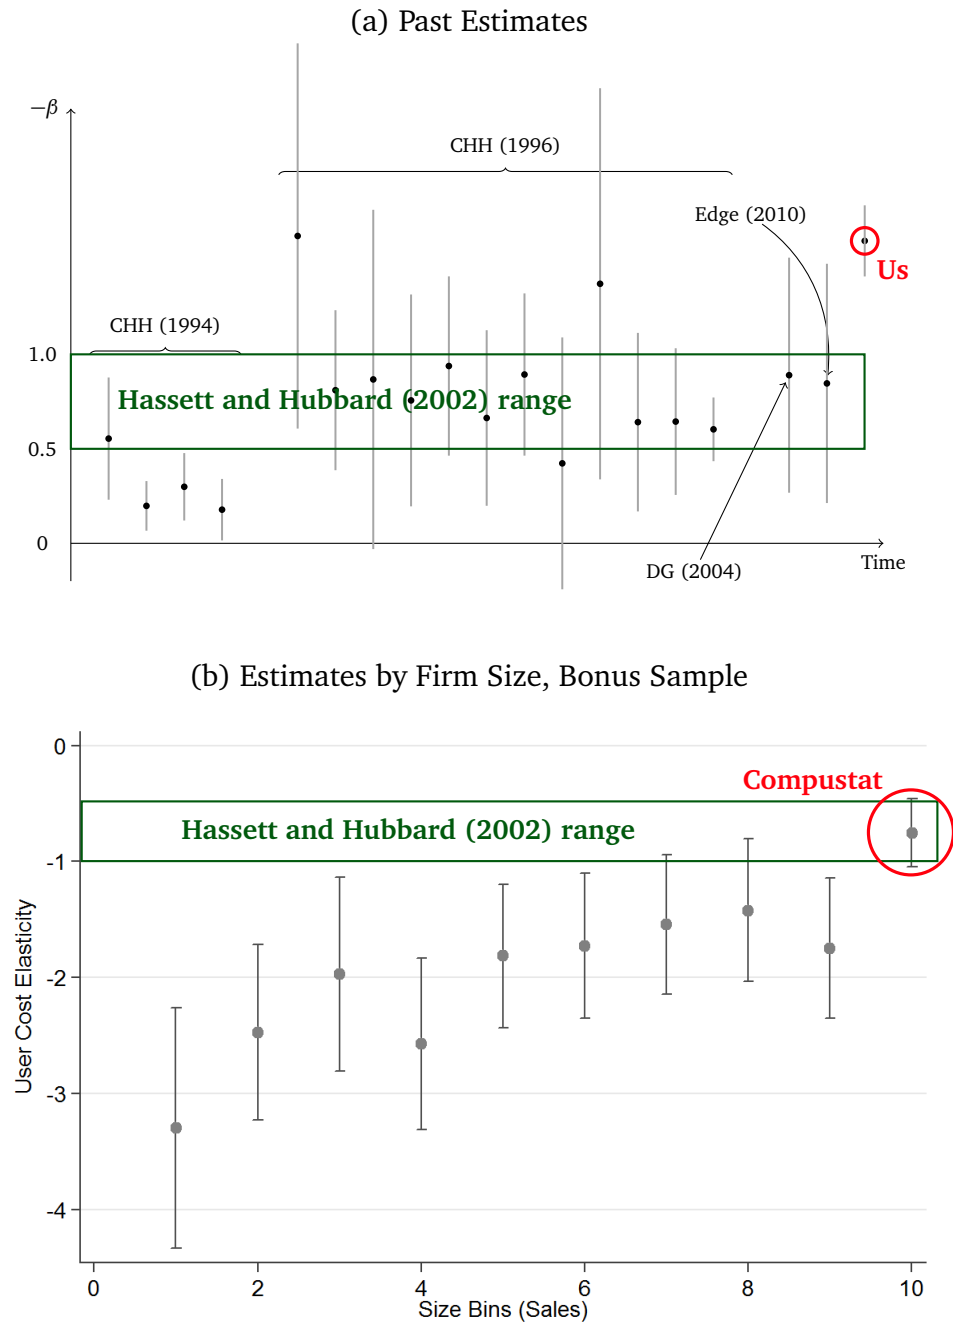 (a) Past Estimates
−β
CHH (1996)
Edge (2010)
Us
CHH (1994)
1.0
Hassett and Hubbard (2002) range
0.5
0
Time
DG (2004)
(b) Estimates by Firm Size, Bonus Sample
0
Compustat
Hassett and Hubbard (2002) range
-1
-2
-3
-4
User Cost Elasticity
0 2 4 6 8 10
Size Bins (Sales)